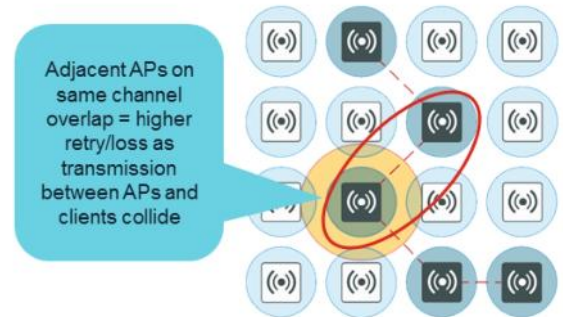 Adjacent APs on
same channel
overlap = higher
retry/loss as
transmission
between APs and
clients collide